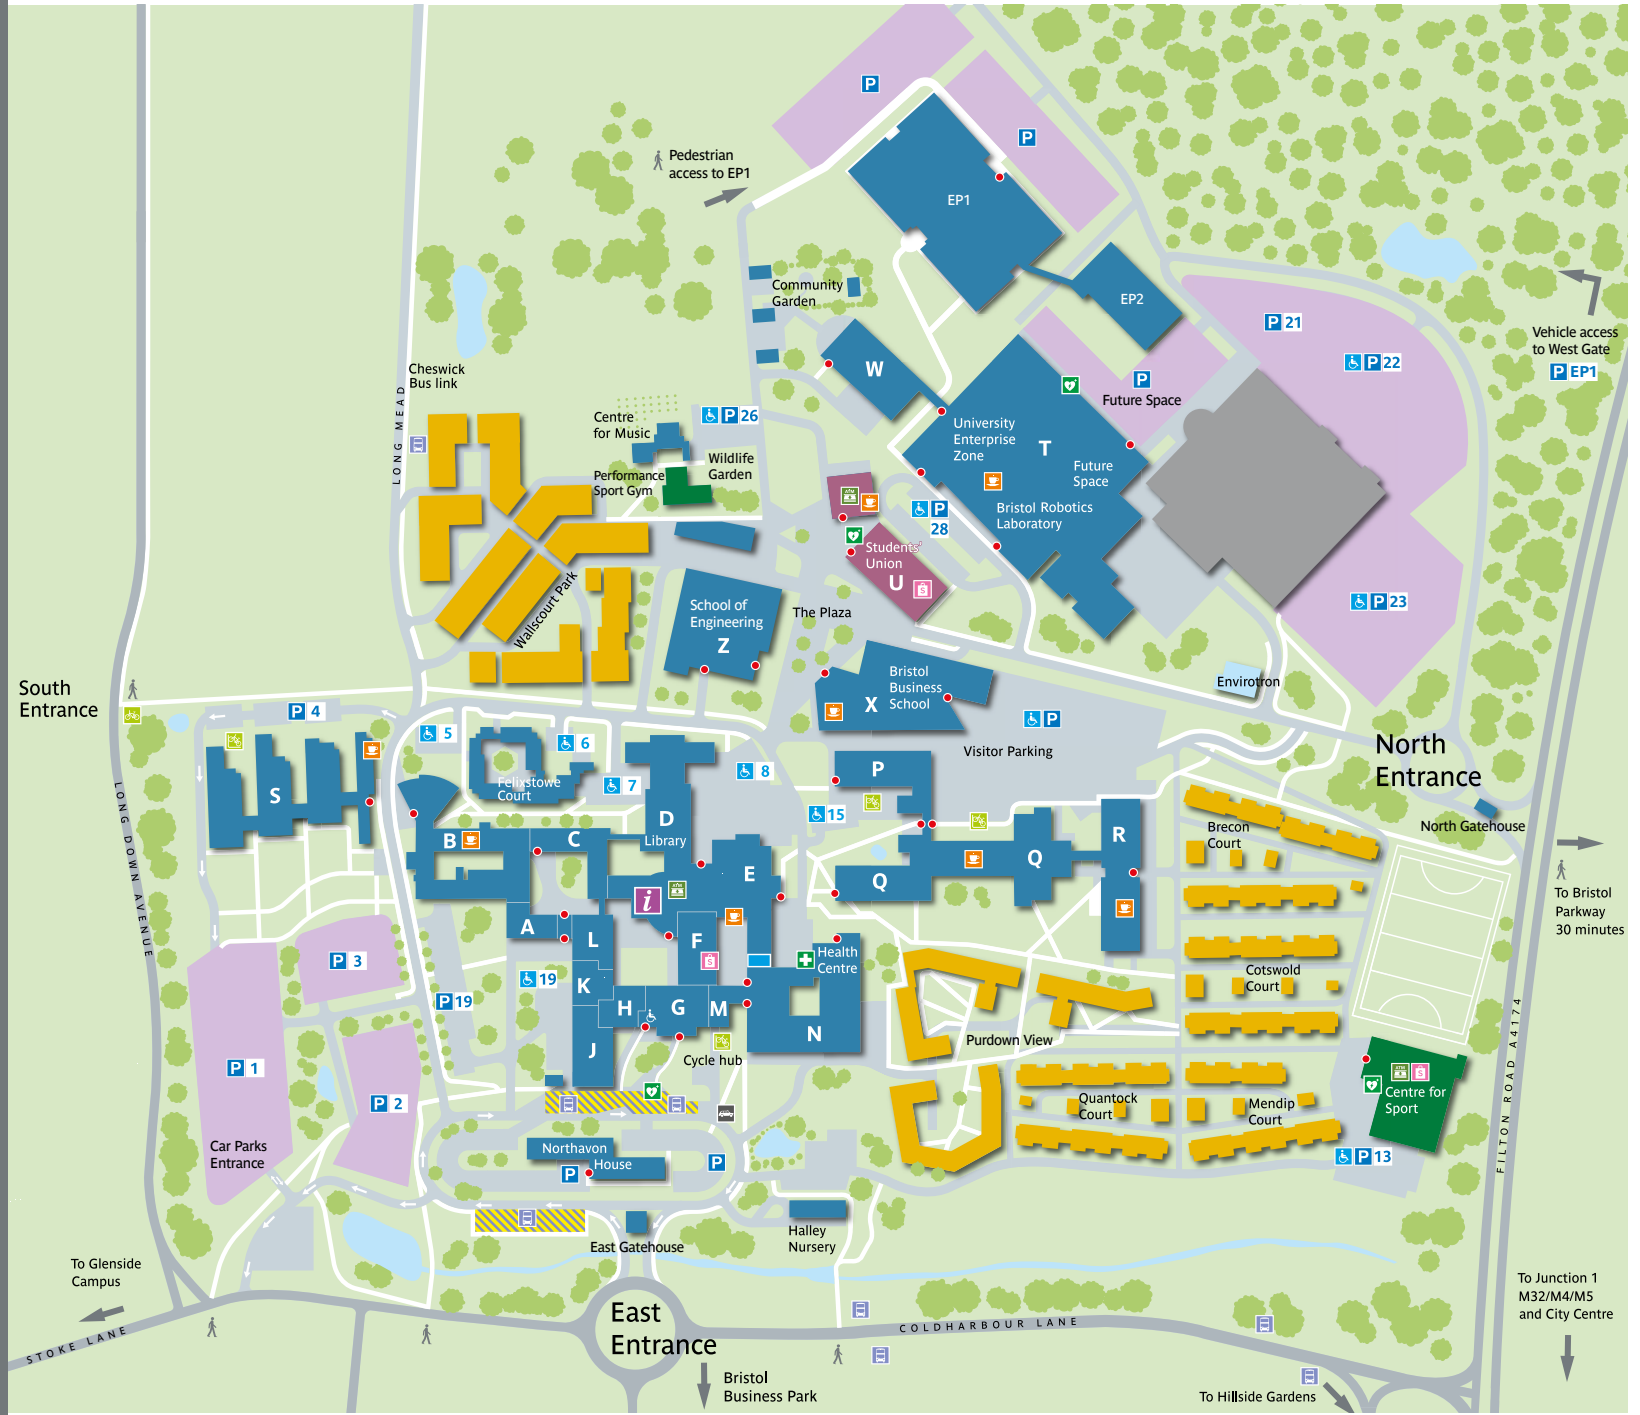 P
P
Pedestrian
access to EP1
EP1
EP2
Community
Garden
P 21
P 22
Vehicle access
to West Gate
P EP1
P
Future Space
W
Cheswick
Bus link
LONG MEAD
Centre
for Music
P 26
Wildlife
Garden
Performance
Sport Gym
University
Enterprise
Zone
T
Future
Space
Bristol Robotics
Laboratory
ATM
P
28
Students'
Union
U
S
Wallscourt Park
School of
Engineering
Z
The Plaza
P 23
Envirotron
South
Entrance
P 4
5
6
7
8
Bristol
Business
School
X
P
Visitor Parking
North
Entrance
North Gatehouse
S
Felixstowe
Court
LONG DOWN AVENUE
B
C
D
Library
E
P
15
Q
Q
R
Brecon
Court
To Bristol
Parkway
30 minutes
i
ATM
A
L
F
S
K
H
G
M
J
N
Health
Centre
Cycle hub
P 3
19
P 19
P 1
P 2
Car Parks
Entrance
Purdown View
Cotswold
Court
Quantock
Court
Mendip
Court
ATM
S
Centre for
Sport
P 13
FILTON ROAD A4174
Northavon
House
P
P
East Gatehouse
Halley
Nursery
To Glenside
Campus
STOKE LANE
East
Entrance
COLDHARBOUR LANE
Bristol
Business Park
To Junction 1
M32/M4/M5
and City Centre
To Hillside Gardens